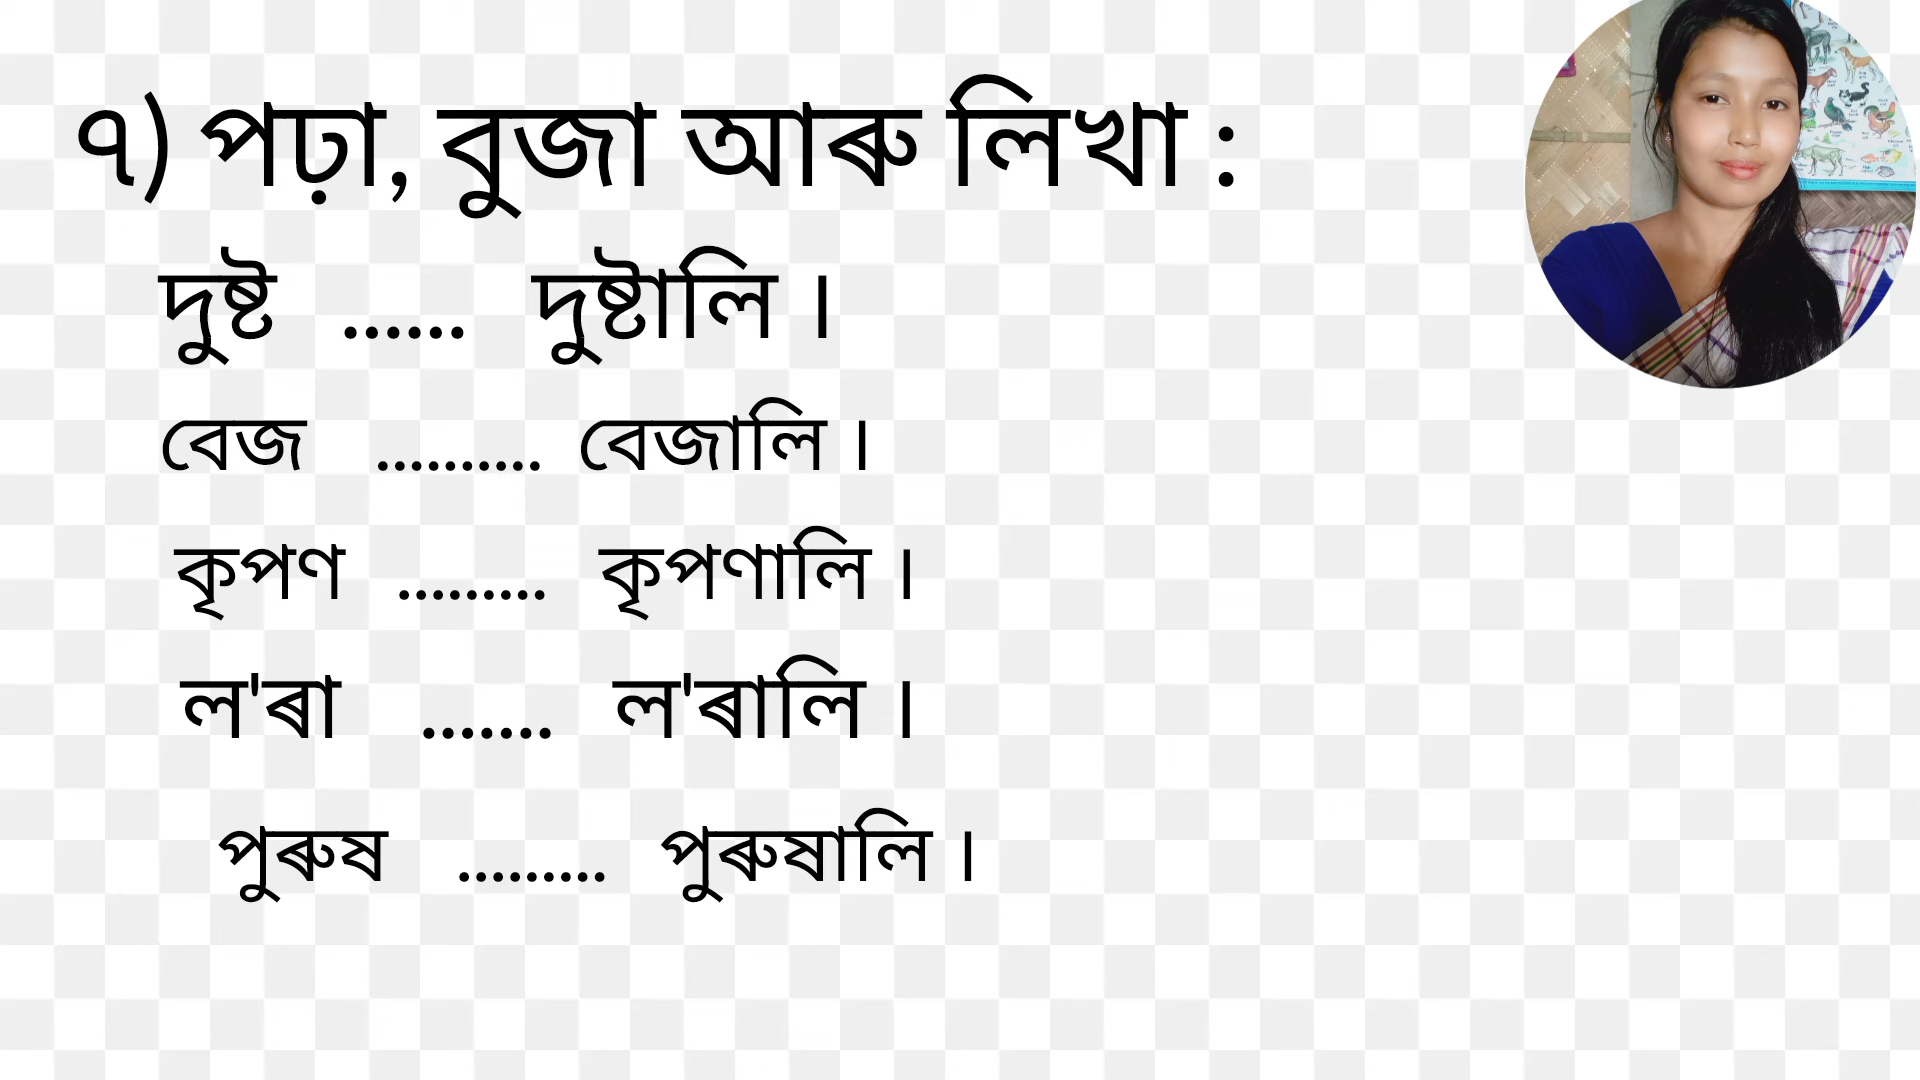 ৭) পঢ়া, বুজা আৰু লিখা :
দুষ্ট ...... দুষ্টালি ।
বেজ .......... বেজালি ।
কৃপণ ......... কৃপণালি ।
ল'ৰা ....... ল'ৰালি ।
পুৰুষ ......... পুৰুষালি ।